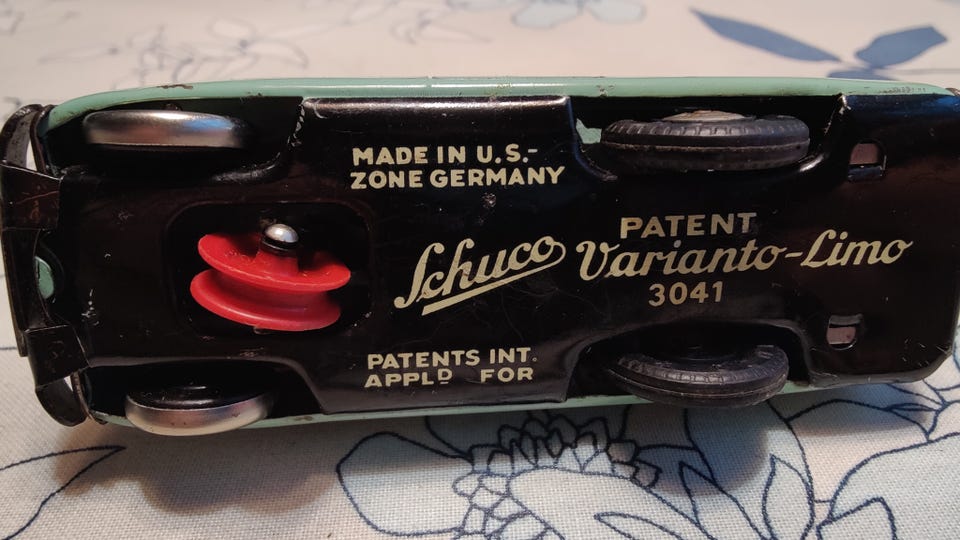 MADE IN U.S.-
ZONE GERMANY
Schuco
PATENT
Varianto-Limo
3041
PATENTS INT.
APPLD FOR